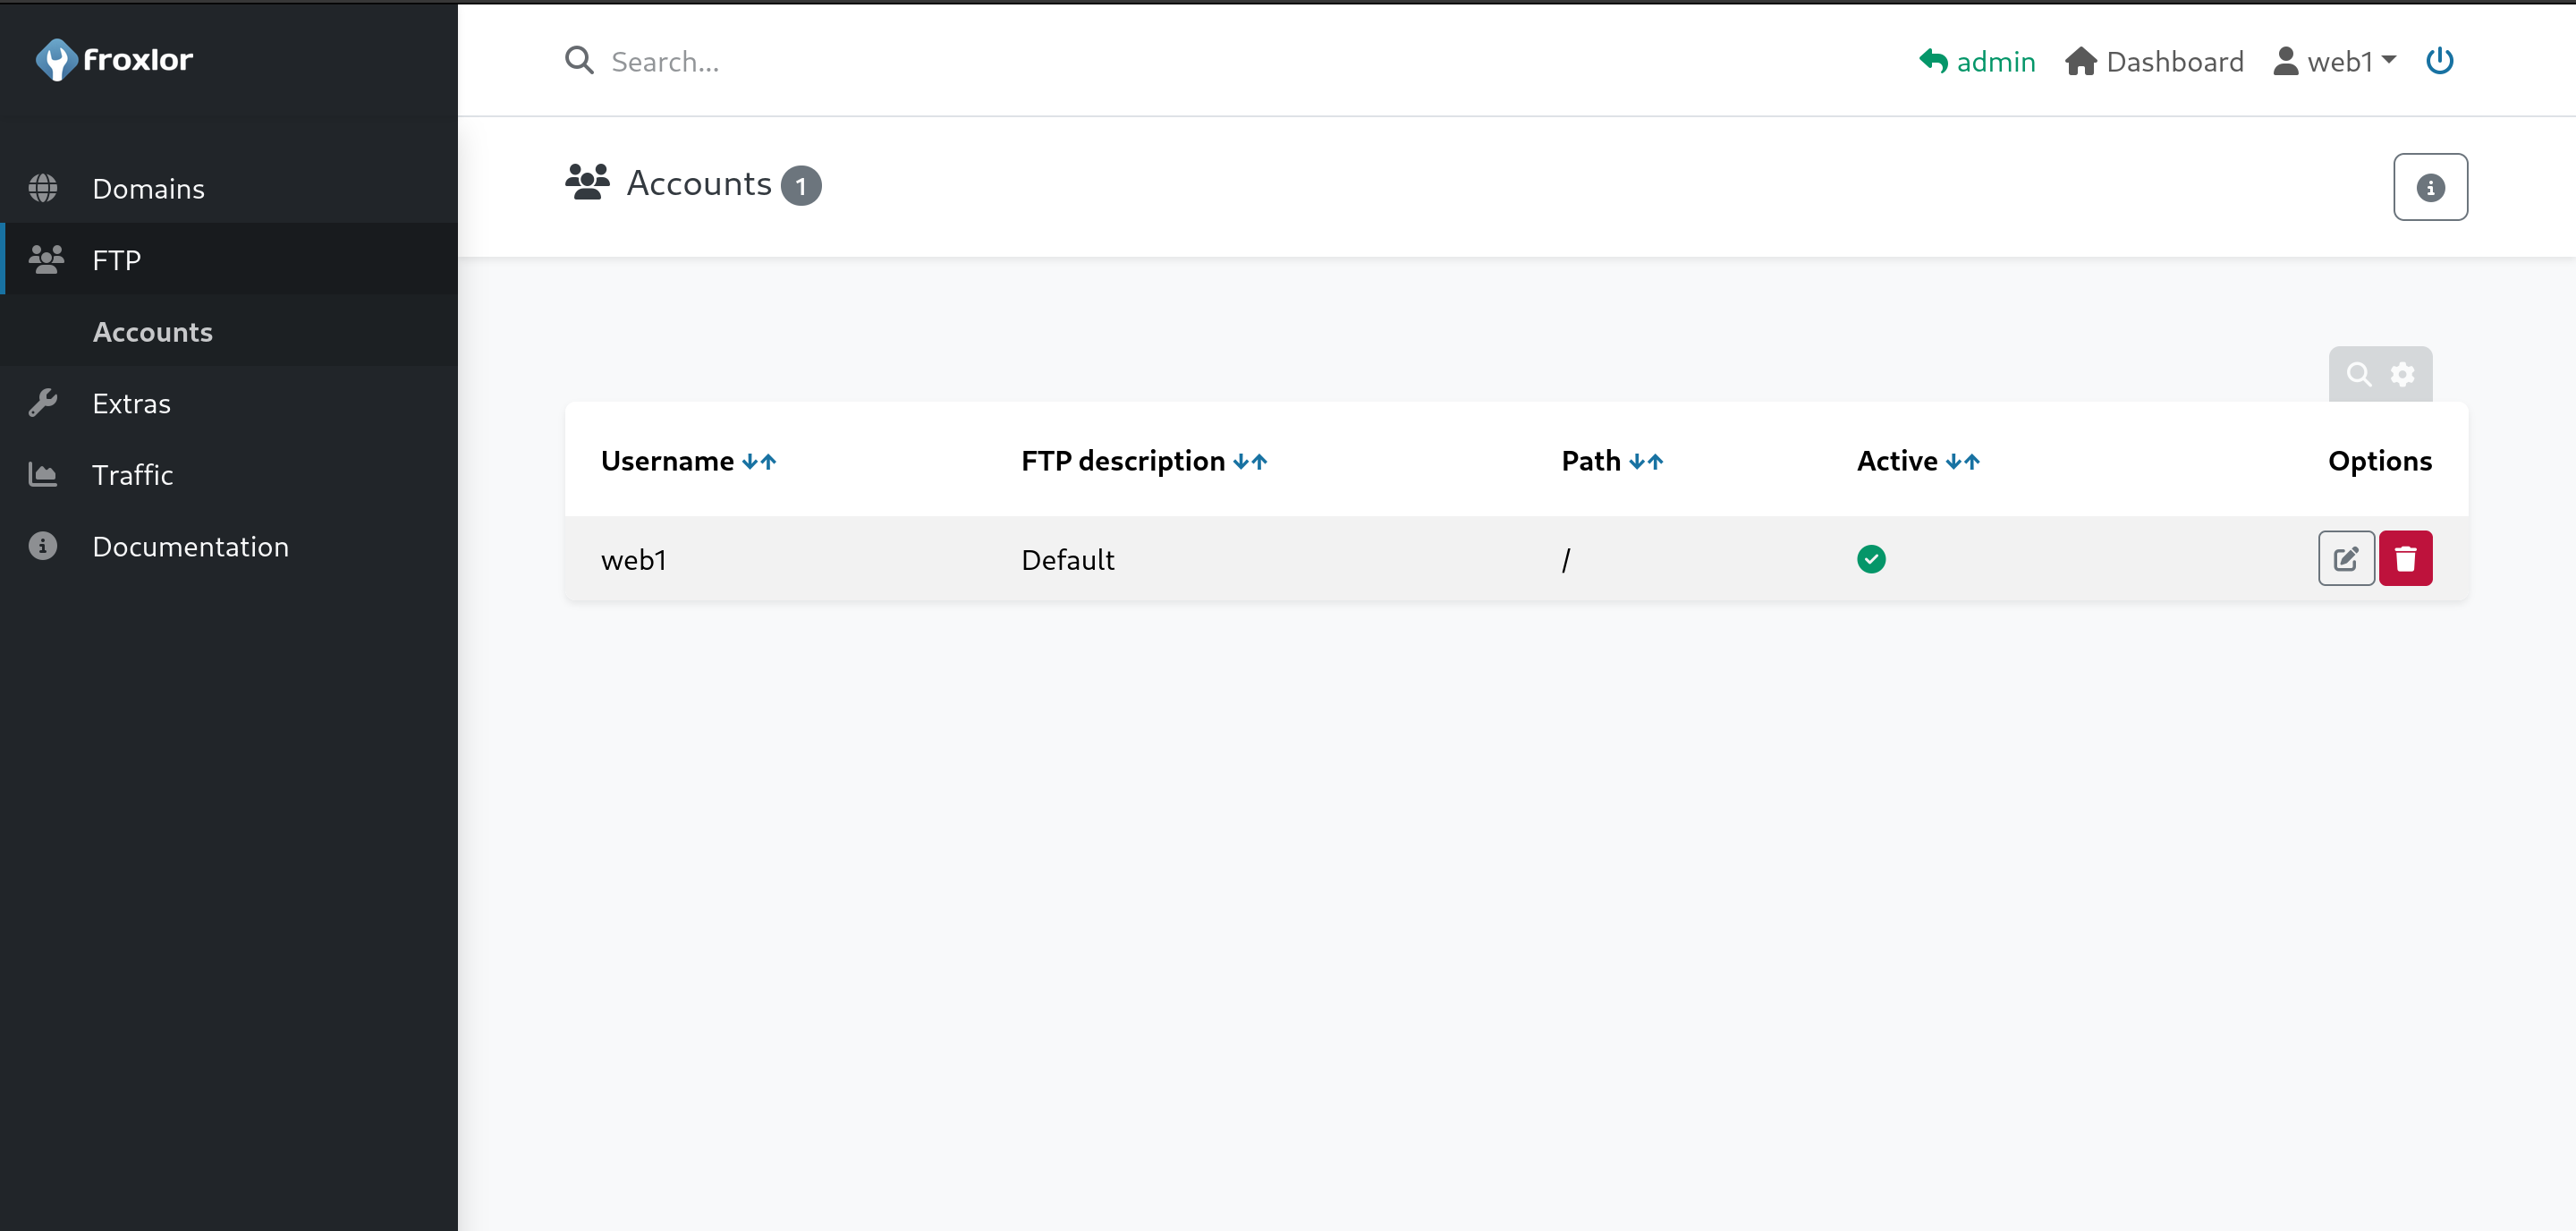 froxlor
Search...
admin Dashboard web1
Domains
FTP
Accounts
Extras
Traffic
Documentation
Accounts 1
Username FTP description Path Active Options
web1 Default /